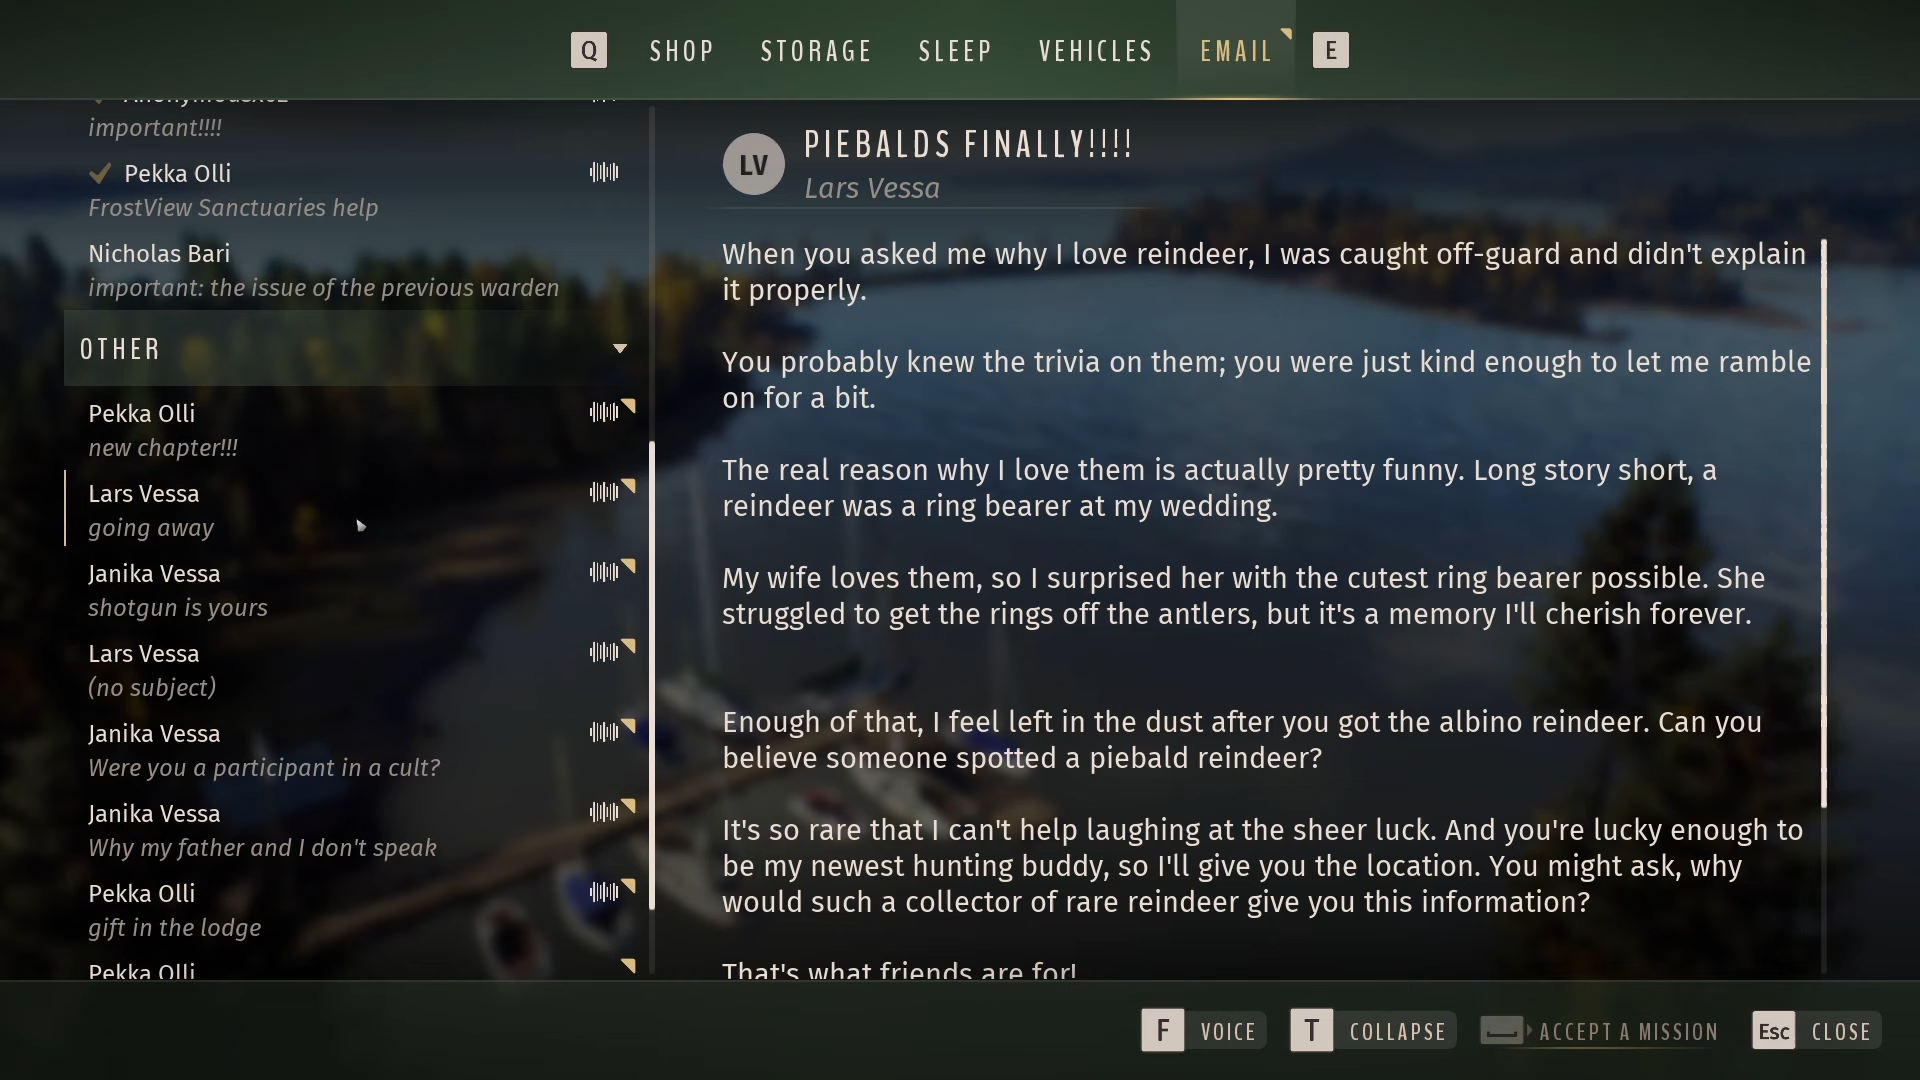 Q
SHOP
STORAGE
SLEEP
VEHICLES
EMAIL
E
important!!!!
Pekka Olli
FrostView Sanctuaries help
Nicholas Bari
important: the issue of the previous warden
OTHER
Pekka Olli
new chapter!!!
Lars Vessa
going away
Janika Vessa
shotgun is yours
Lars Vessa
(no subject)
Janika Vessa
Were you a participant in a cult?
Janika Vessa
Why my father and I don't speak
Pekka Olli
gift in the lodge
Pekka Olli
LV
PIEBALDS FINALLY!!!!
Lars Vessa
When you asked me why I love reindeer, I was caught off-guard and didn't explain
it properly.
You probably knew the trivia on them; you were just kind enough to let me ramble
on for a bit.
The real reason why I love them is actually pretty funny. Long story short, a
reindeer was a ring bearer at my wedding.
My wife loves them, so I surprised her with the cutest ring bearer possible. She
struggled to get the rings off the antlers, but it's a memory I'll cherish forever.
Enough of that, I feel left in the dust after you got the albino reindeer. Can you
believe someone spotted a piebald reindeer?
It's so rare that I can't help laughing at the sheer luck. And you're lucky enough to
be my newest hunting buddy, so I'll give you the location. You might ask, why
would such a collector of rare reindeer give you this information?
That's what friends are for!
F VOICE
T COLLAPSE
ACCEPT A MISSION
Esc CLOSE